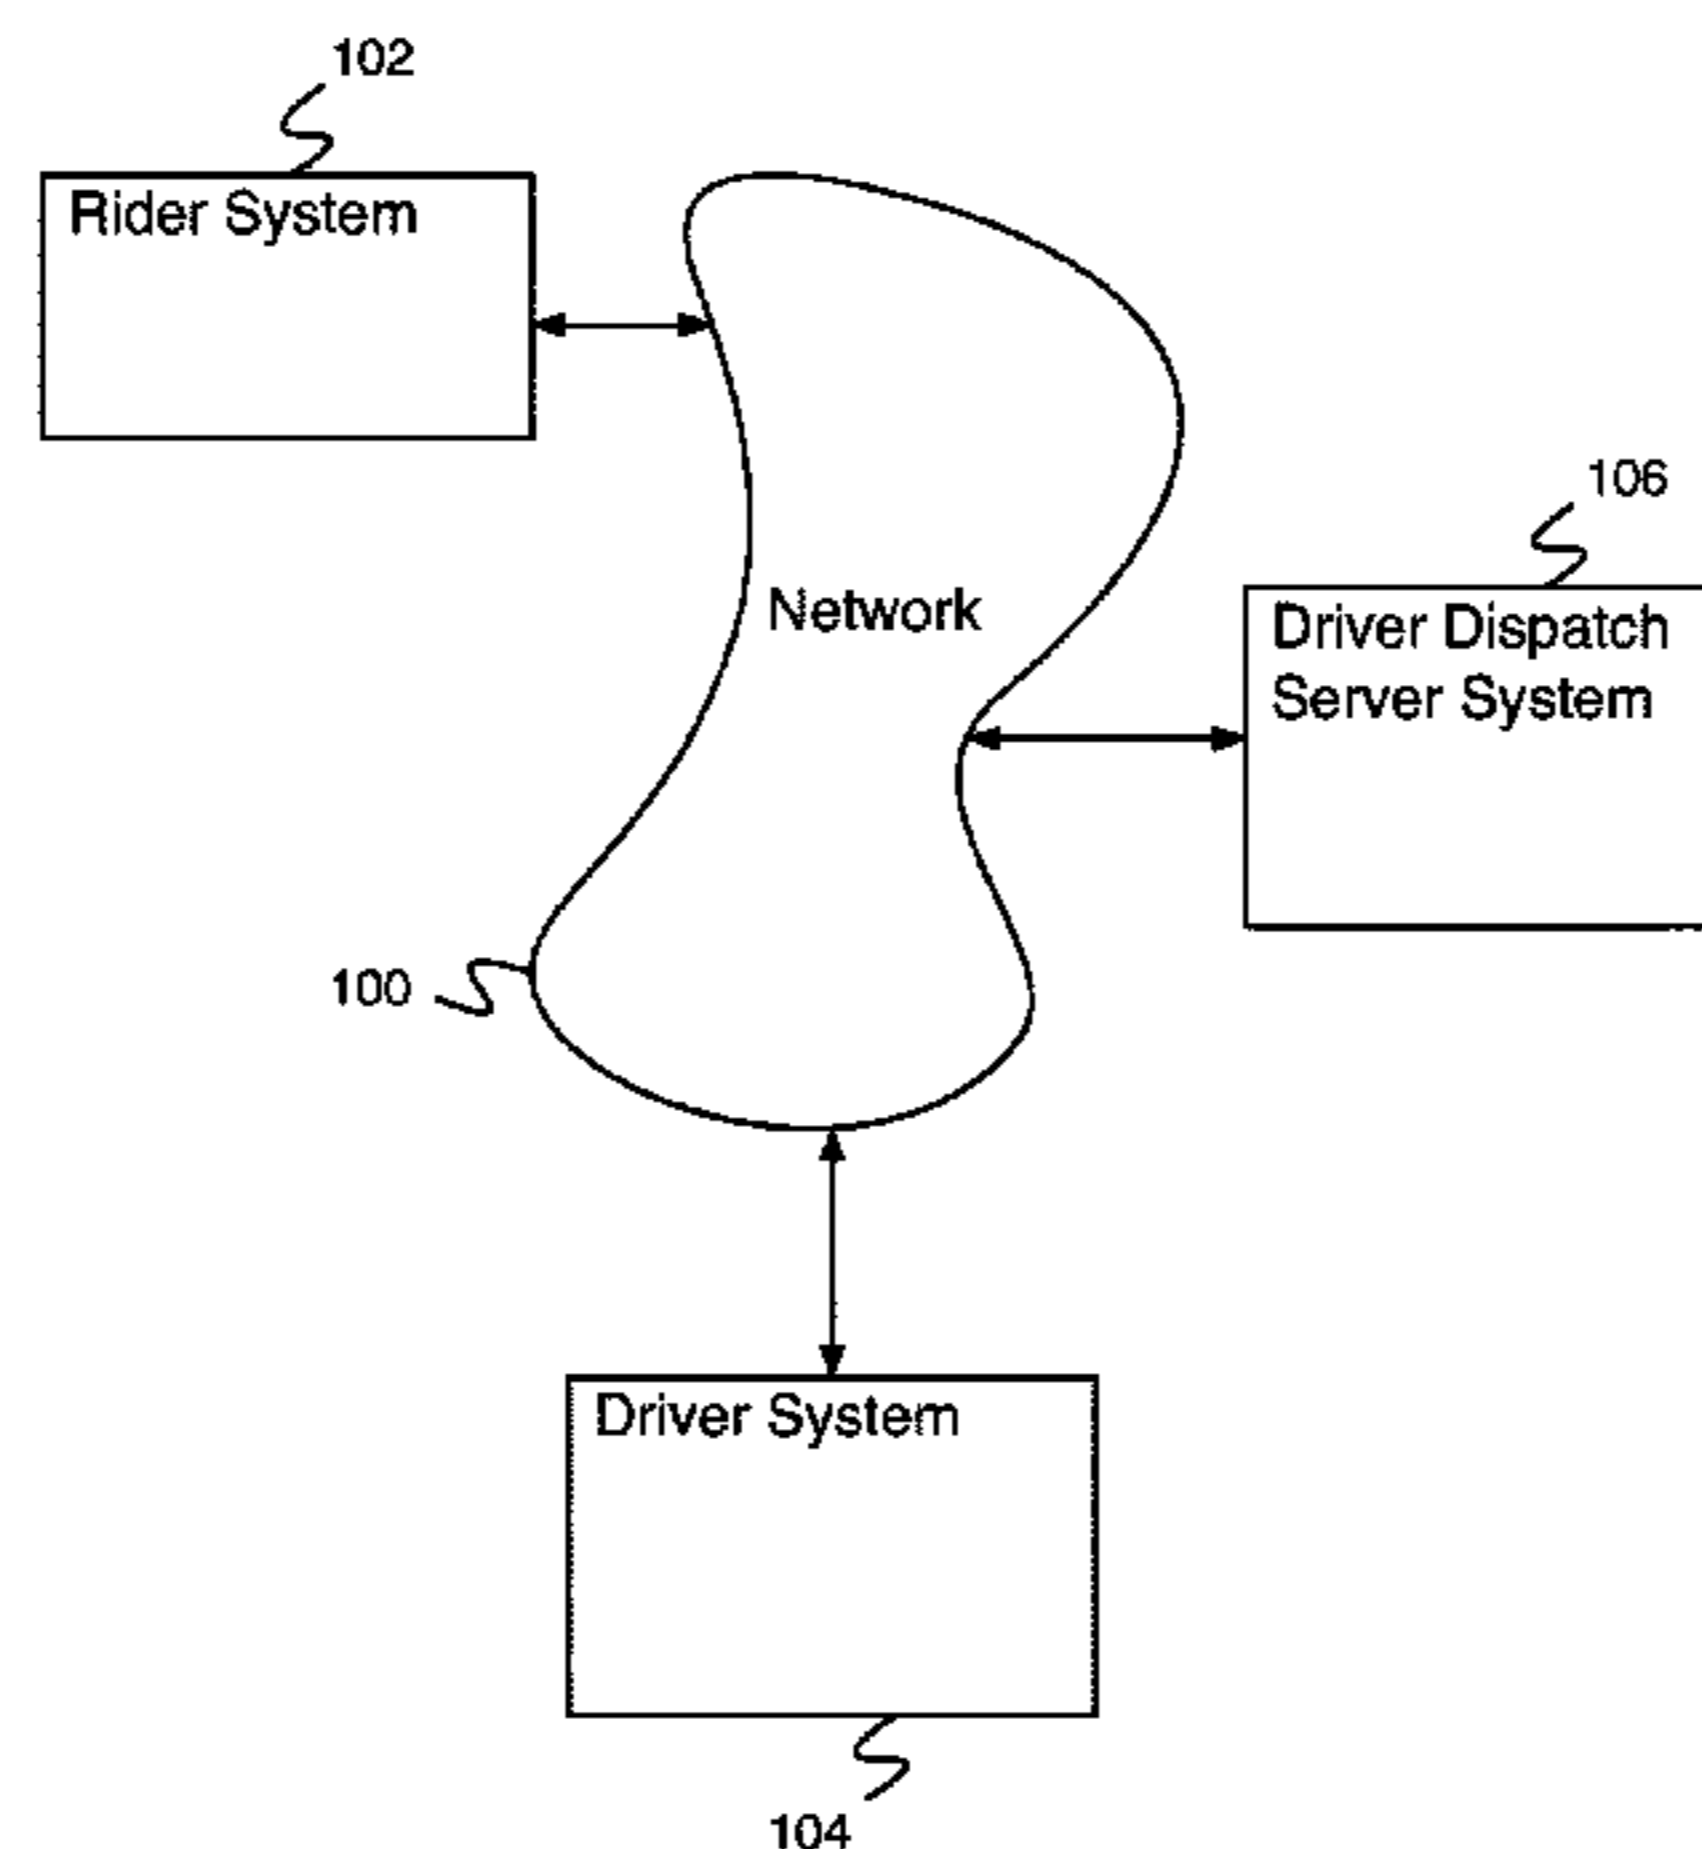 102
Rider System
106
Network
Driver Dispatch
Server System
100
Driver System
104